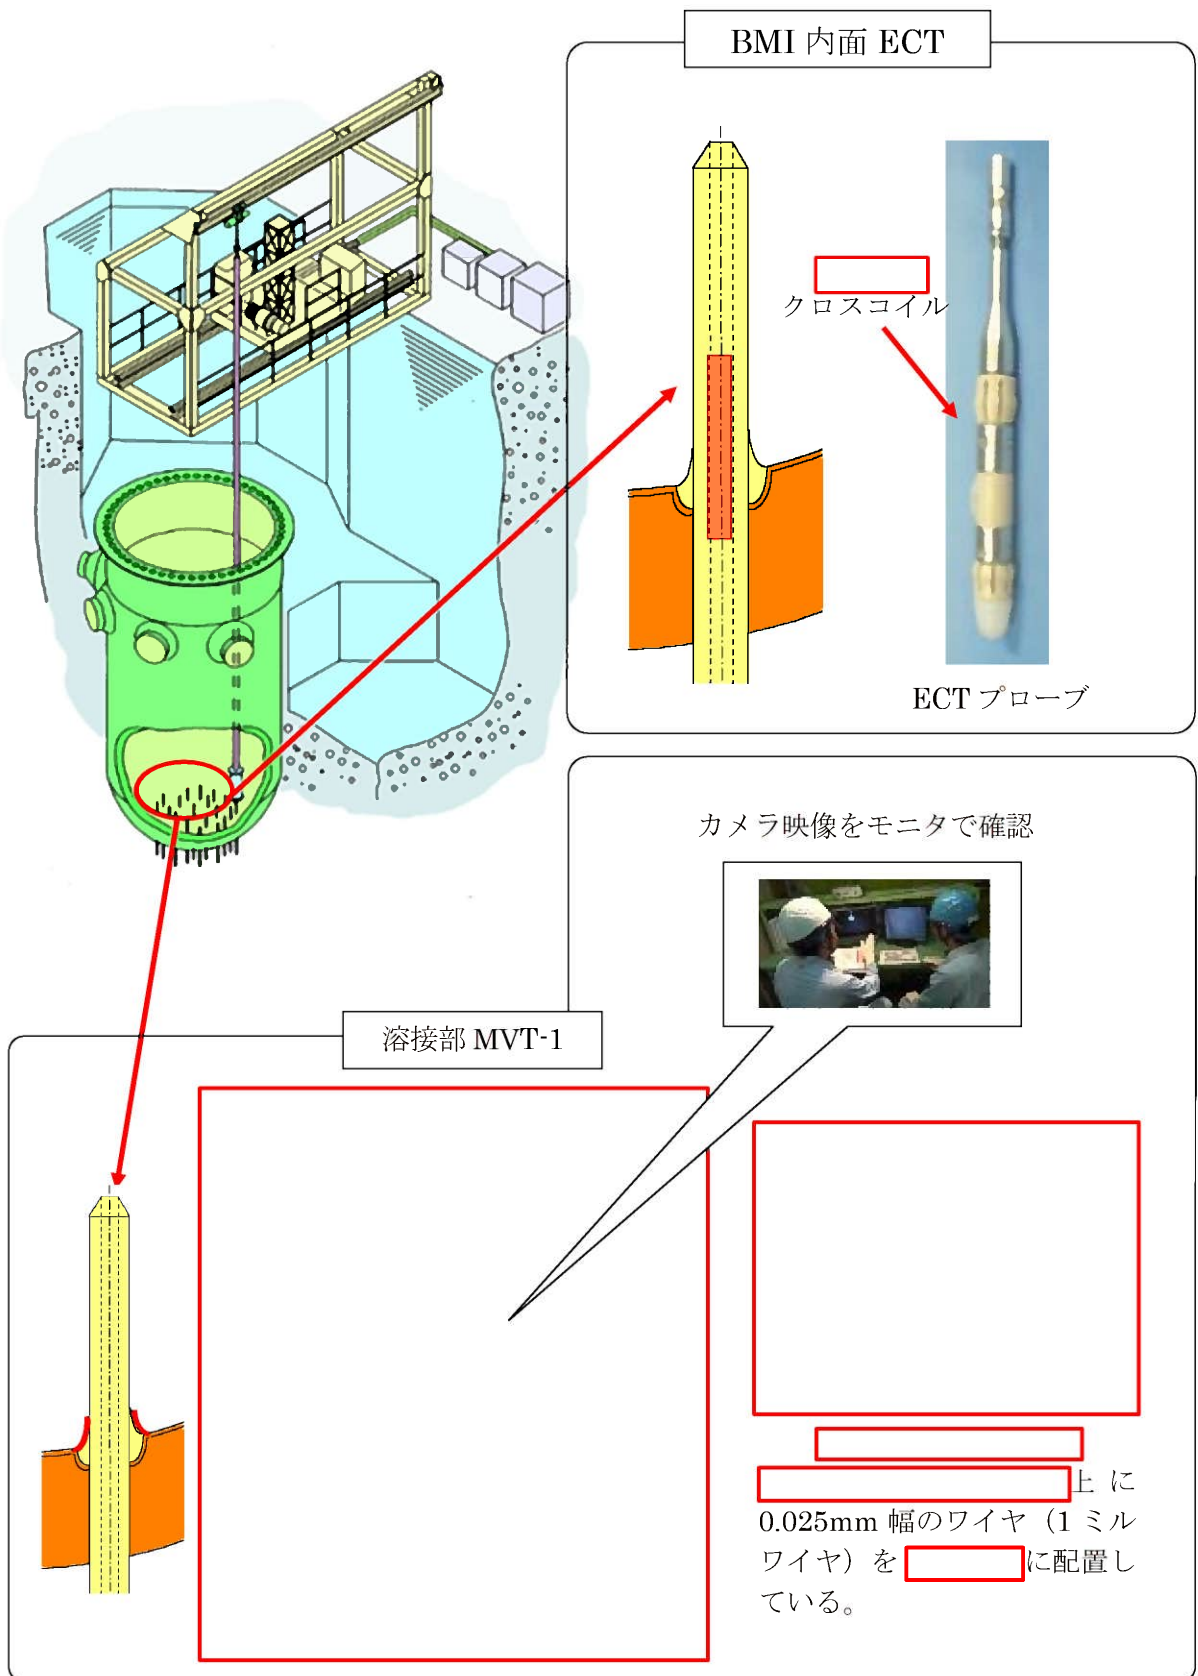 BMI 内面 ECT
クロスコイル
ECT プローブ
カメラ映像をモニタで確認
溶接部 MVT-1
上に
0.025mm 幅のワイヤ（1 ミル
ワイヤ）を に配置し
ている。